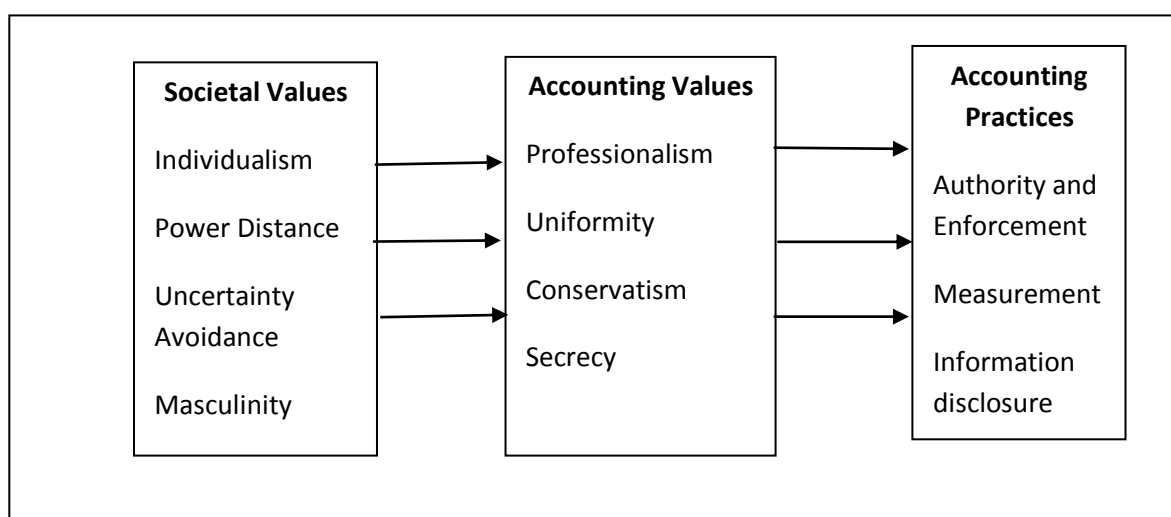 Societal Values
Individualism
Power Distance
Uncertainty
Avoidance
Masculinity
Accounting Values
Professionalism
Uniformity
Conservatism
Secrecy
Accounting
Practices
Authority and
Enforcement
Measurement
Information
disclosure